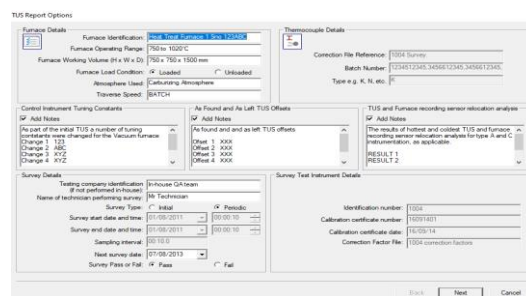 TUS Report Options
Furnace Details
Furnace Identification: Heat Treat Furnace 1 Sno 123ABC
Furnace Operating Range: 750 to 1020°C
Furnace Working Volume (H x W x D): 750 x 750 x 1500 mm
Furnace Load Condition: Loaded Unloaded
Atmosphere Used: Carburizing Atmosphere
Traverse Speed: BATCH
Thermocouple Details
Correction File Reference: 1004 Survey
Batch Number: 1234512345,3456612345,3456612345,
Type e.g. K, N, etc. K
Control Instrument Tuning Constants
Add Notes
As part of the initial TUS a number of tuning
constants were changed for the Vacuum furnace
Change 1 123
Change 2 ABC
Change 3 XYZ
Change 4 XYZ
As Found and As Left TUS Offsets
Add Notes
As found and and as left TUS offsets
Offset 1 XXX
Offset 2 XXX
Offset 3 XXX
Offset 4 XXX
TUS and Furnace recording sensor relocation analysis
Add Notes
The results of hottest and coldest TUS and furnace
recording sensor relocation analysis for type A and C
instrumentation, as applicable.
RESULT 1
RESULT 2
Survey Details
Testing company identification
(if not performed in-house): In-house QA team
Name of technician performing survey: Mr Technician
Survey Type: Initial Periodic
Survey start date and time: 01/08/2011 00:00:10
Survey end date and time: 01/08/2011 00:00:10
Sampling interval: 00:10.0
Next survey date: 07/08/2013
Survey Pass or Fail: Pass Fail
Survey Test Instrument Details
Identification number: 1004
Calibration certificate number: 16091401
Calibration certificate date: 16/09/14
Correction Factor File: 1004 correction factors
Back Next Cancel